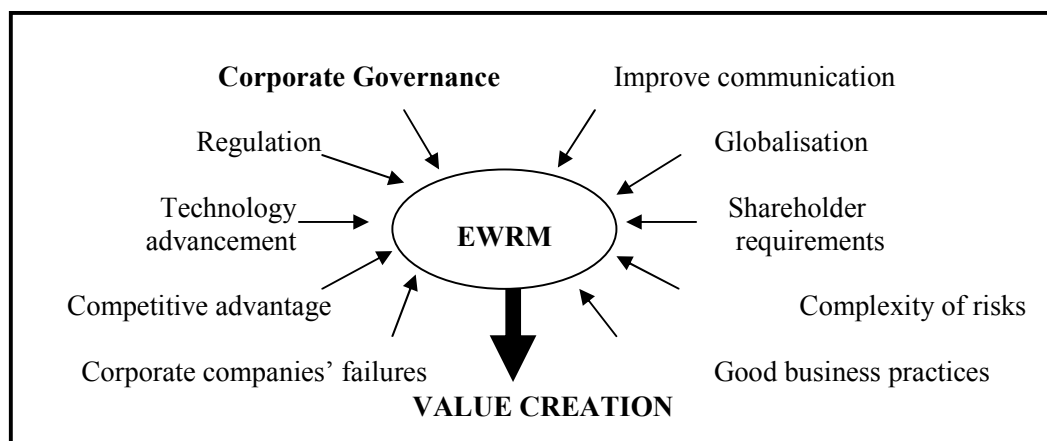 Corporate Governance
Improve communication
Regulation
Globalisation
Technology
advancement
Shareholder
requirements
EWRM
Competitive advantage
Complexity of risks
Corporate companies’ failures
Good business practices
VALUE CREATION